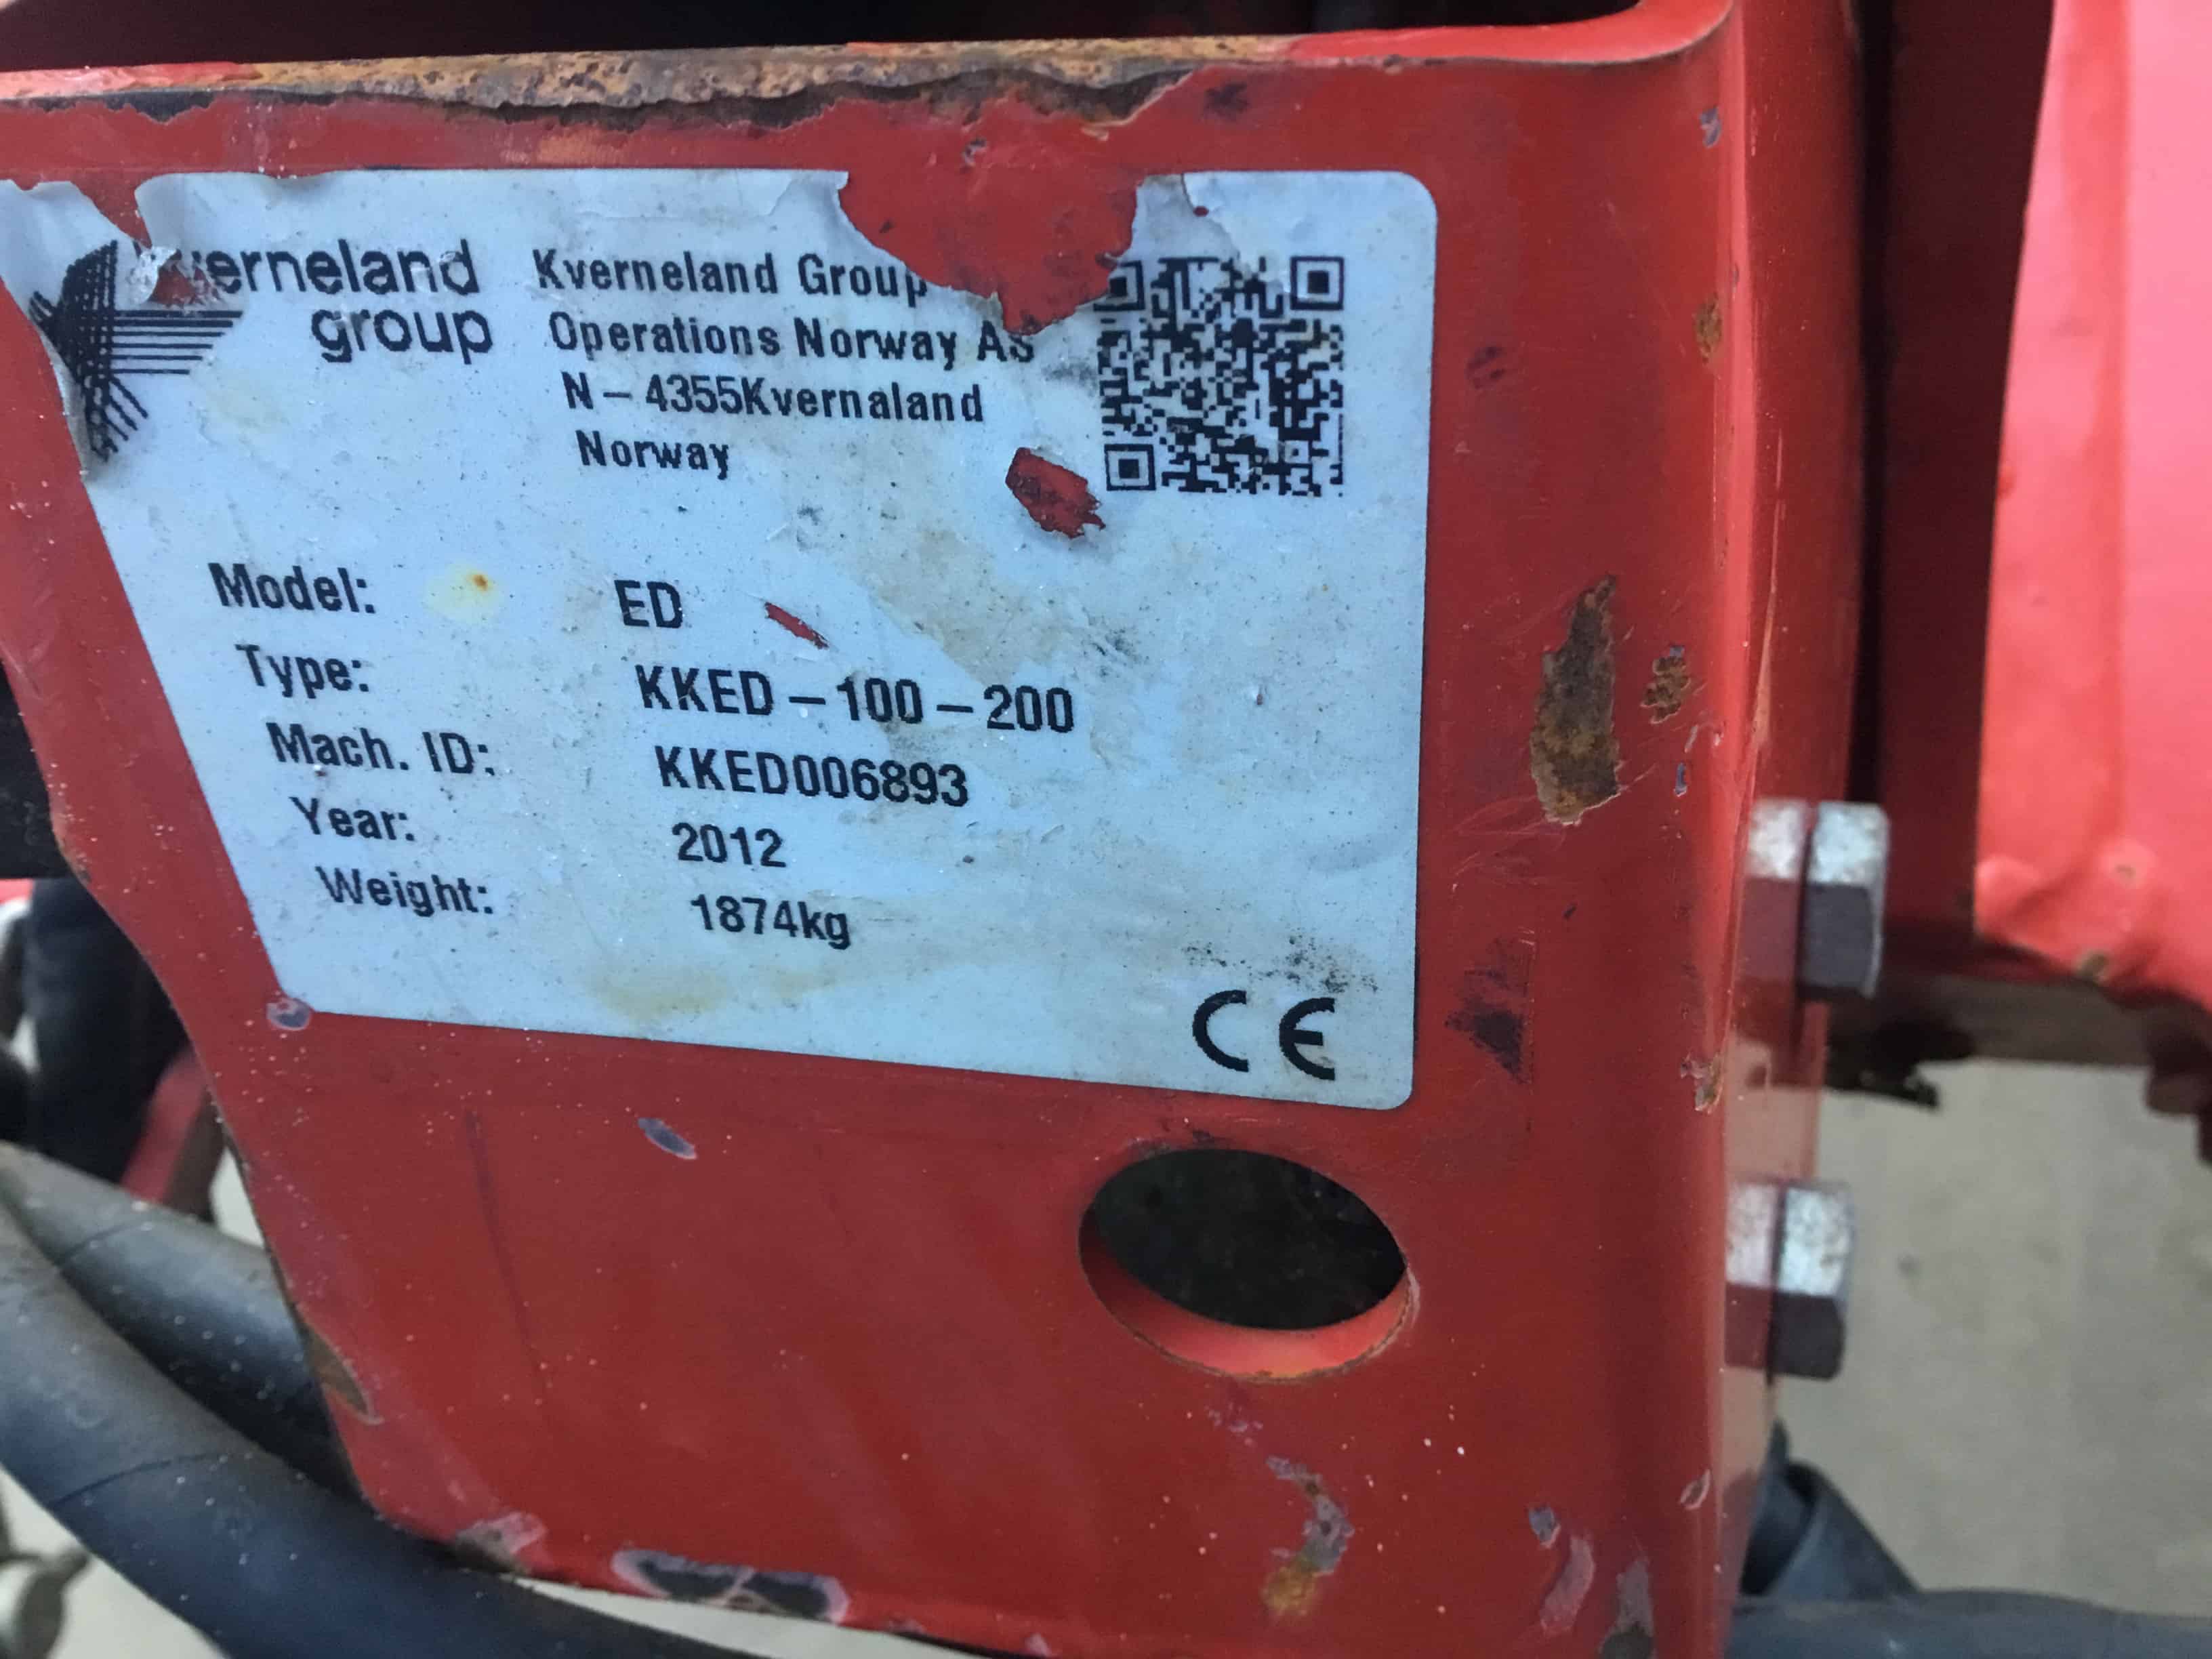 kverneland
group
Kverneland Group
Operations Norway AS
N - 4355Kvernaland
Norway
Model: ED
Type: KKED - 100 - 200
Mach. ID: KKED006893
Year: 2012
Weight: 1874kg
CE